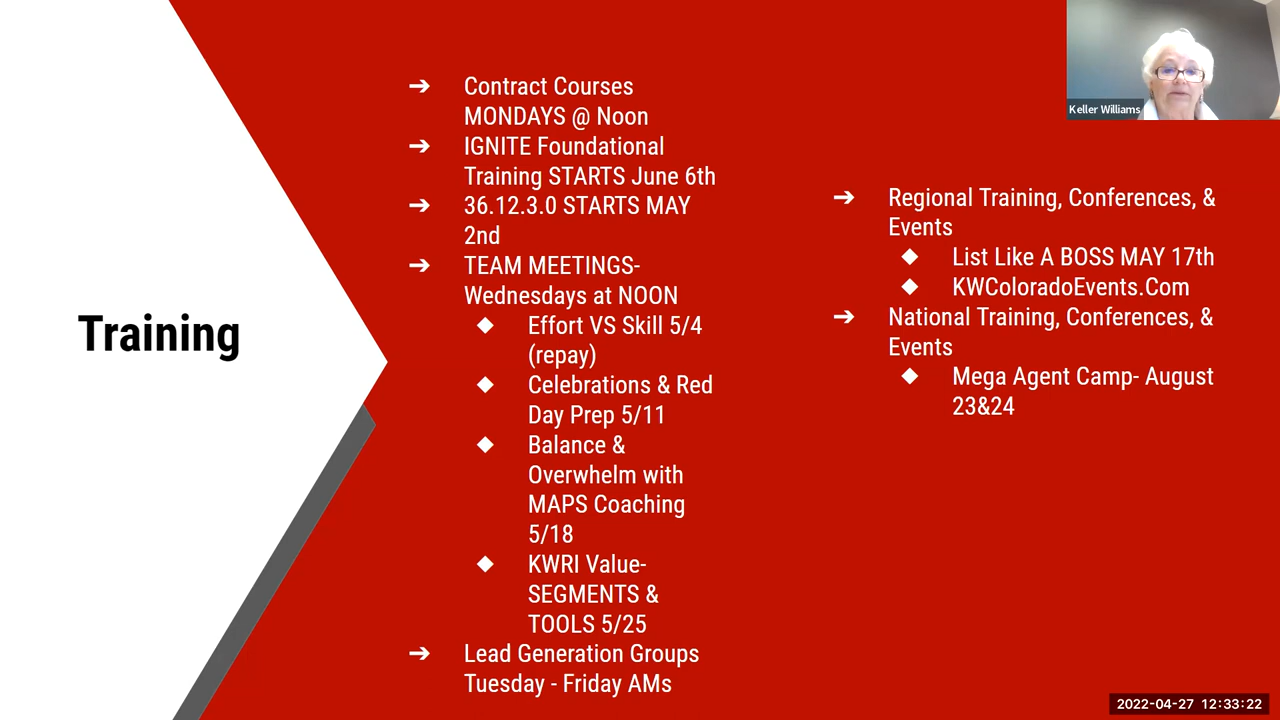 Training
➔ Contract Courses
MONDAYS @ Noon
➔ IGNITE Foundational
Training STARTS June 6th
➔ 36.12.3.0 STARTS MAY
2nd
➔ TEAM MEETINGS-
Wednesdays at NOON
◆ Effort VS Skill 5/4
(repay)
◆ Celebrations & Red
Day Prep 5/11
◆ Balance &
Overwhelm with
MAPS Coaching
5/18
◆ KWRI Value-
SEGMENTS &
TOOLS 5/25
➔ Lead Generation Groups
Tuesday - Friday AMs
➔ Regional Training, Conferences, &
Events
◆ List Like A BOSS MAY 17th
◆ KWColoradoEvents.Com
➔ National Training, Conferences, &
Events
◆ Mega Agent Camp- August
23&24
Keller Williams
2022-04-27 12:33:22